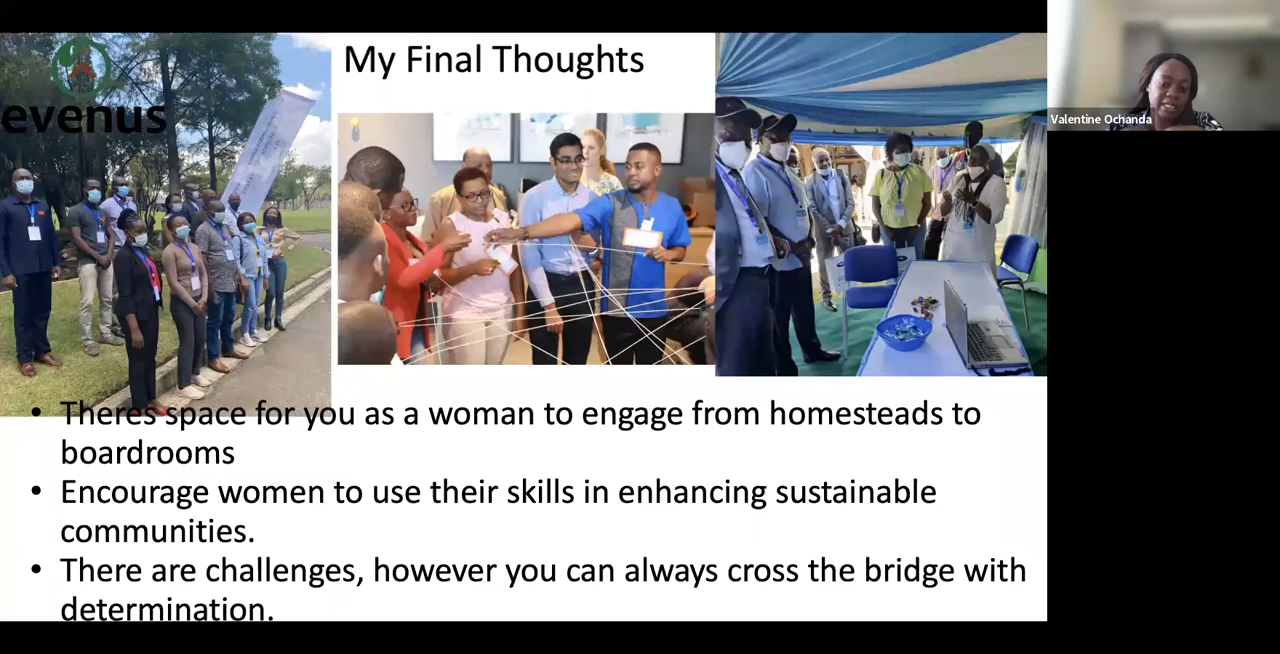 evenus
My Final Thoughts
Valentine Ochanda
• Theres space for you as a woman to engage from homesteads to
boardrooms
• Encourage women to use their skills in enhancing sustainable
communities.
• There are challenges, however you can always cross the bridge with
determination.